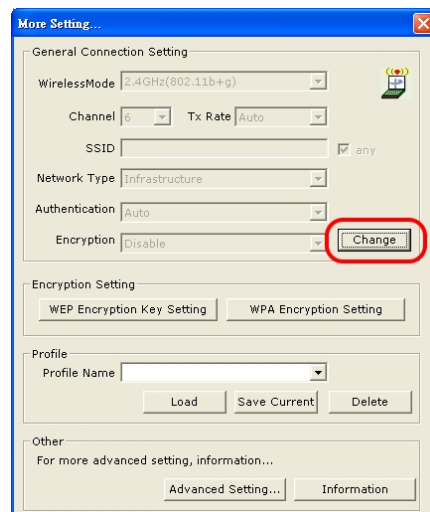 More Setting...
General Connection Setting
WirelessMode 2.4GHz(802.11b+g)
Channel 6 Tx Rate Auto
SSID any
Network Type Infrastructure
Authentication Auto
Encryption Disable Change
Encryption Setting
WEP Encryption Key Setting WPA Encryption Setting
Profile
Profile Name
Load Save Current Delete
Other
For more advanced setting, information...
Advanced Setting... Information